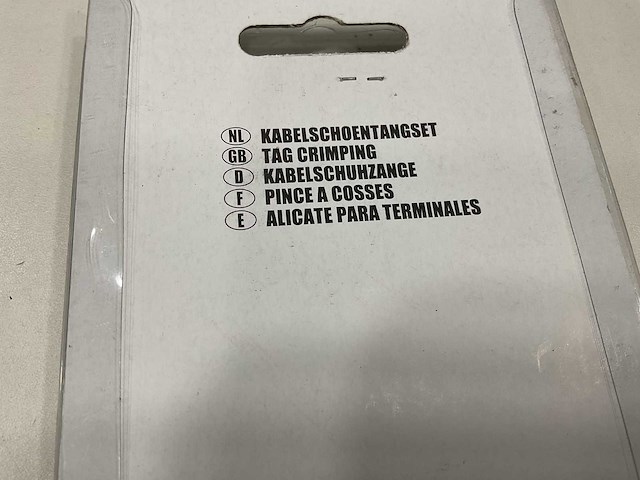 NL KABELSCHOENTANGSET
GB TAG CRIMPING
D KABELSCHUHZANGE
F PINCE A COSSES
E ALICATE PARA TERMINALES